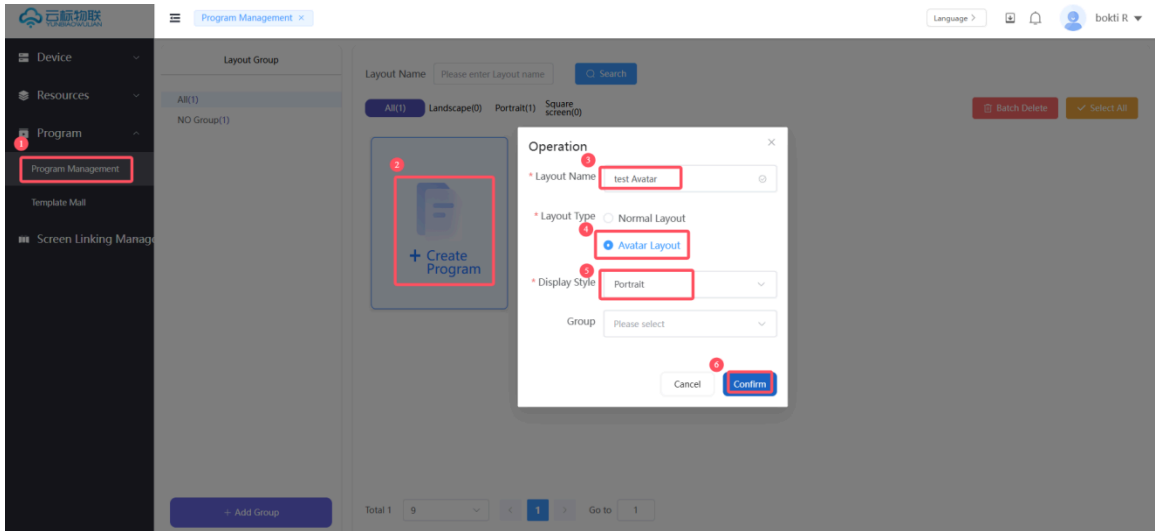 云标物联
YUNBIAOWULIAN
Program Management ×
Language >
bokti R
Device
Resources
Program
1
Program Management
Template Mall
Screen Linking Manage
Layout Group
All(1)
NO Group(1)
+ Add Group
Layout Name Please enter Layout name Search
All(1) Landscape(0) Portrait(1) Square screen(0)
Batch Delete Select All
2
+ Create
Program
Operation ×
3
* Layout Name test Avatar
* Layout Type Normal Layout
4
Avatar Layout
5
* Display Style Portrait
Group Please select
6
Cancel Confirm
Total 1 9 < 1 > Go to 1